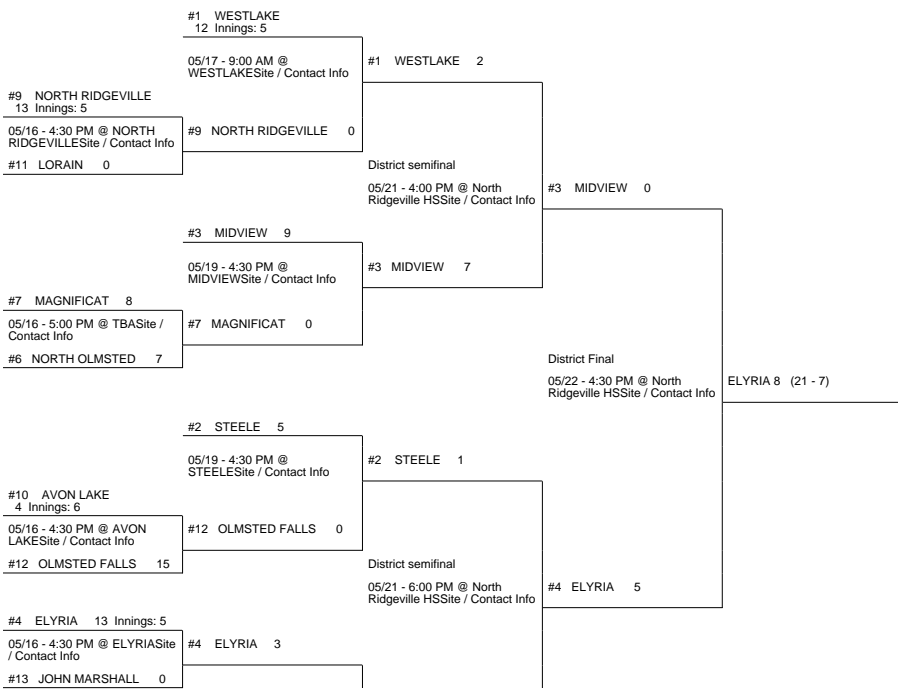 #1 WESTLAKE
12 Innings: 5
05/17 - 9:00 AM @
WESTLAKESite / Contact Info
#1 WESTLAKE 2
#9 NORTH RIDGEVILLE
13 Innings: 5
05/16 - 4:30 PM @ NORTH
RIDGEVILLESite / Contact Info
#9 NORTH RIDGEVILLE 0
#11 LORAIN 0
District semifinal
05/21 - 4:00 PM @ North
Ridgeville HSSite / Contact Info
#3 MIDVIEW 0
#3 MIDVIEW 9
05/19 - 4:30 PM @
MIDVIEWSite / Contact Info
#3 MIDVIEW 7
#7 MAGNIFICAT 8
05/16 - 5:00 PM @ TBASite /
Contact Info
#7 MAGNIFICAT 0
#6 NORTH OLMSTED 7
District Final
05/22 - 4:30 PM @ North
Ridgeville HSSite / Contact Info
ELYRIA 8 (21 - 7)
#2 STEELE 5
05/19 - 4:30 PM @
STEELESite / Contact Info
#2 STEELE 1
#10 AVON LAKE
4 Innings: 6
05/16 - 4:30 PM @ AVON
LAKESite / Contact Info
#12 OLMSTED FALLS 0
#12 OLMSTED FALLS 15
District semifinal
05/21 - 6:00 PM @ North
Ridgeville HSSite / Contact Info
#4 ELYRIA 5
#4 ELYRIA 13 Innings: 5
05/16 - 4:30 PM @ ELYRIASite
/ Contact Info
#4 ELYRIA 3
#13 JOHN MARSHALL 0